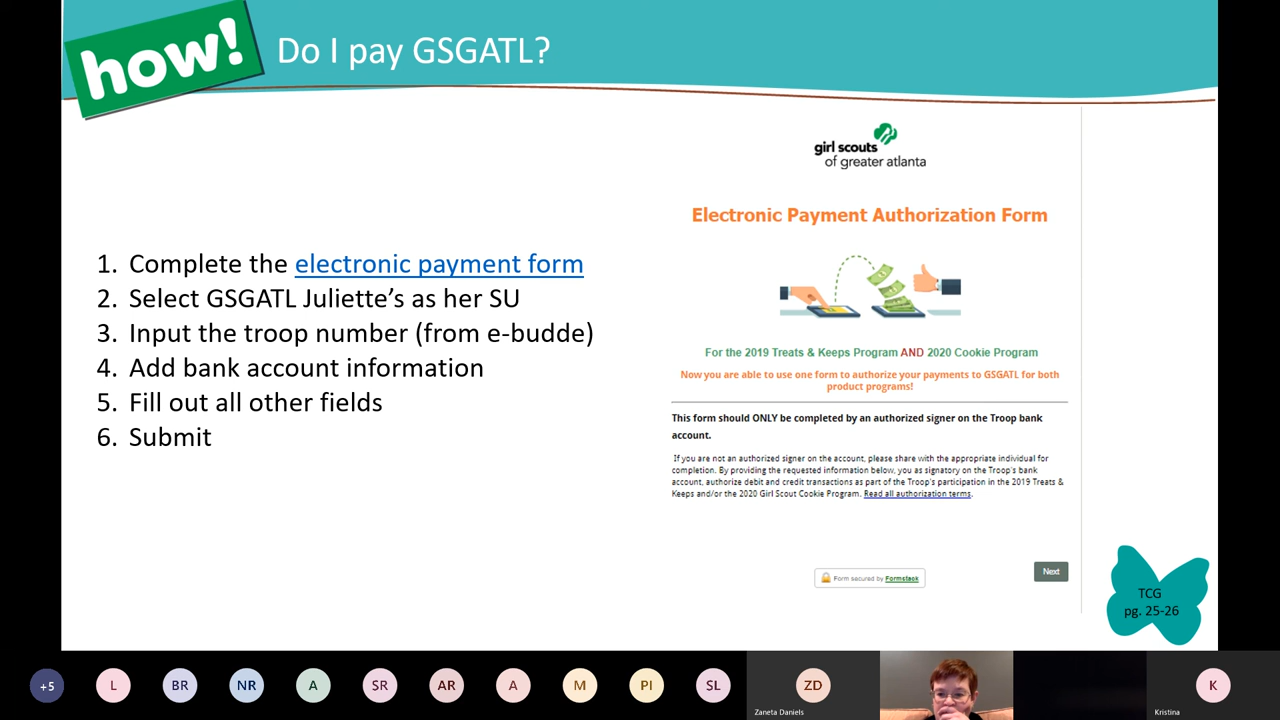 how!
Do I pay GSGATL?
1. Complete the electronic payment form
2. Select GSGATL Juliette’s as her SU
3. Input the troop number (from e-budde)
4. Add bank account information
5. Fill out all other fields
6. Submit
girl scouts
of greater atlanta
Electronic Payment Authorization Form
For the 2019 Treats & Keeps Program AND 2020 Cookie Program
Now you are able to use one form to authorize your payments to GSGATL for both
product programs!
This form should ONLY be completed by an authorized signer on the Troop bank
account.
If you are not an authorized signer on the account, please share with the appropriate individual for
completion. By providing the requested information below, you as signatory on the Troop's bank
account, authorize debit and credit transactions as part of the Troop's participation in the 2019 Treats &
Keeps and/or the 2020 Girl Scout Cookie Program. Read all authorization terms.
Form secured by Formstack
Next
TCG
pg. 25-26
+5
L
BR
NR
A
SR
AR
A
M
PI
SL
ZD
Zaneta Daniels
K
Kristina